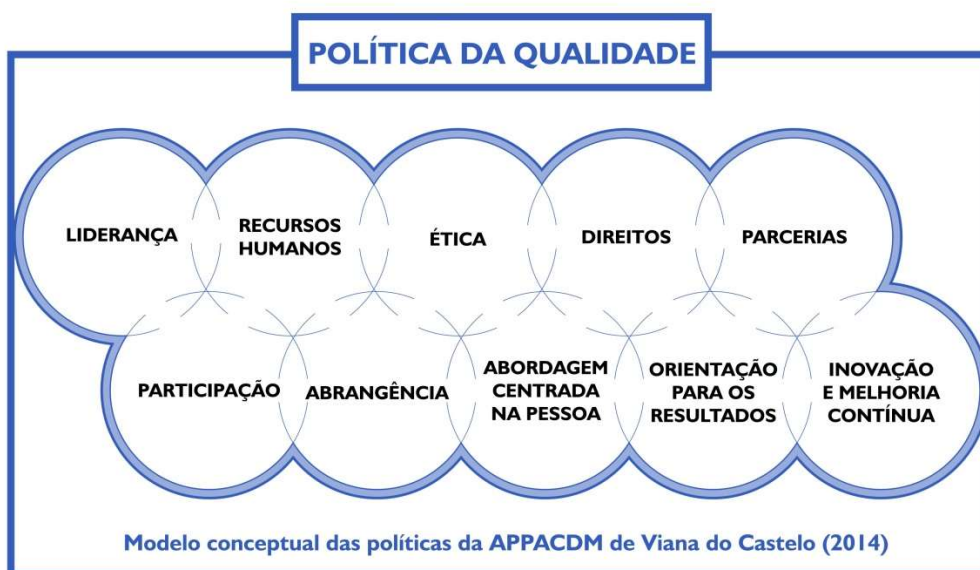 POLÍTICA DA QUALIDADE
LIDERANÇA
RECURSOS
HUMANOS
ÉTICA
DIREITOS
PARCERIAS
PARTICIPAÇÃO
ABRANGÊNCIA
ABORDAGEM
CENTRADA
NA PESSOA
ORIENTAÇÃO
PARA OS
RESULTADOS
INOVAÇÃO
E MELHORIA
CONTÍNUA
Modelo conceptual das políticas da APPACDM de Viana do Castelo (2014)